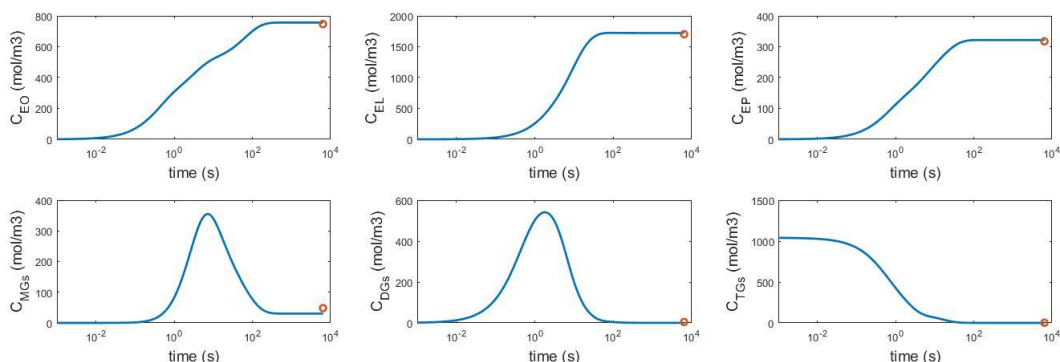 C_EO (mol/m3)
800
600
400
200
0
10^-2 10^0 10^2 10^4
time (s)
C_EL (mol/m3)
2000
1500
1000
500
0
10^-2 10^0 10^2 10^4
time (s)
C_EP (mol/m3)
400
300
200
100
0
10^-2 10^0 10^2 10^4
time (s)
C_MGs (mol/m3)
400
300
200
100
0
10^-2 10^0 10^2 10^4
time (s)
C_DGs (mol/m3)
600
400
200
0
10^-2 10^0 10^2 10^4
time (s)
C_TGs (mol/m3)
1500
1000
500
0
10^-2 10^0 10^2 10^4
time (s)